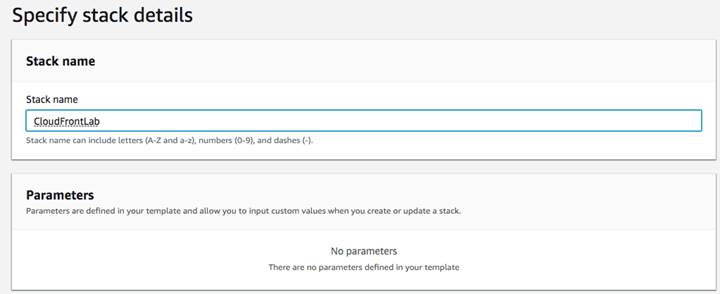 Specify stack details
Stack name
Stack name
CloudFrontLab
Stack name can include letters (A-Z and a-z), numbers (0-9), and dashes (-).
Parameters
Parameters are defined in your template and allow you to input custom values when you create or update a stack.
No parameters
There are no parameters defined in your template